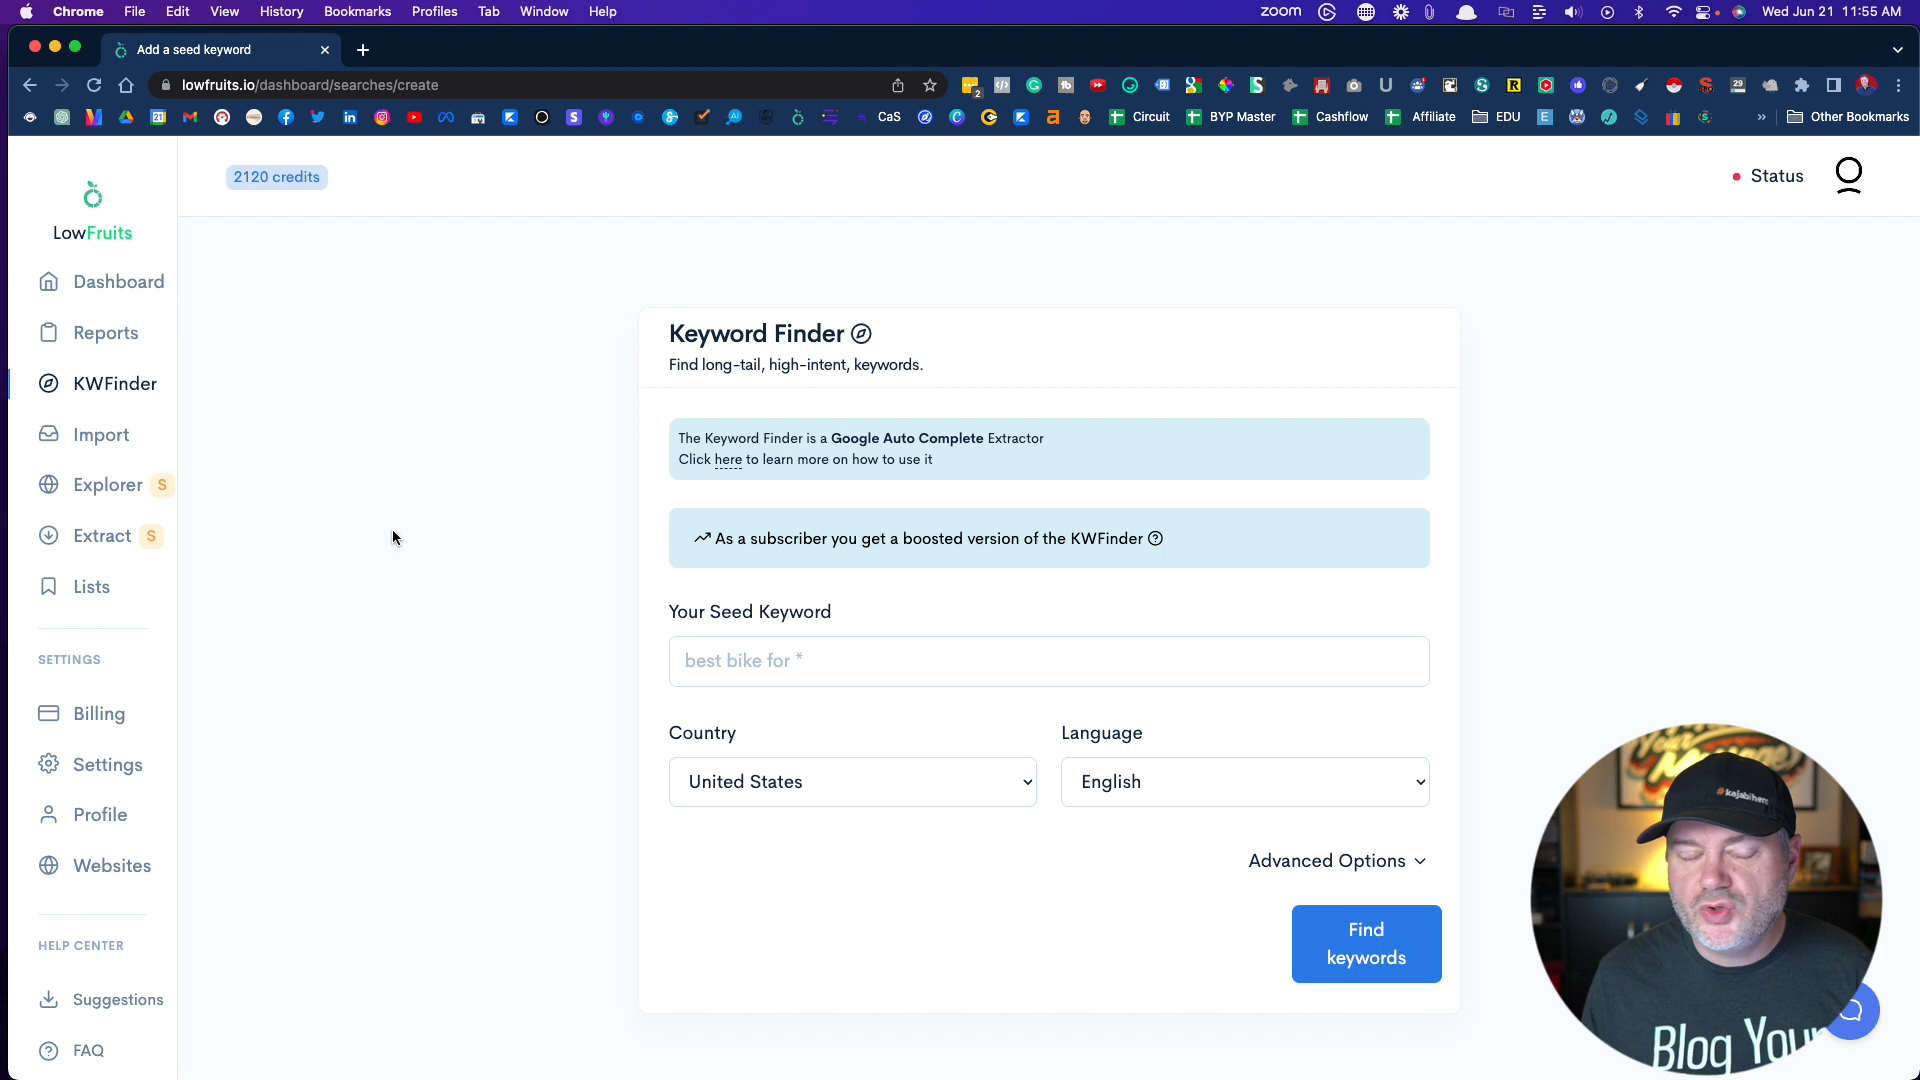 Chrome File Edit View History Bookmarks Profiles Tab Window Help
zoom
Wed Jun 21 11:55 AM
Add a seed keyword
lowfruits.io/dashboard/searches/create
CaS
Circuit
BYP Master
Cashflow
Affiliate
EDU
Other Bookmarks
2120 credits
Status
LowFruits
Dashboard
Reports
KWFinder
Import
Explorer S
Extract S
Lists
SETTINGS
Billing
Settings
Profile
Websites
HELP CENTER
Suggestions
FAQ
Keyword Finder
Find long-tail, high-intent, keywords.
The Keyword Finder is a Google Auto Complete Extractor
Click here to learn more on how to use it
As a subscriber you get a boosted version of the KWFinder
Your Seed Keyword
best bike for *
Country
Language
United States
English
Advanced Options
Find
keywords
#kajabihero
Blog Your